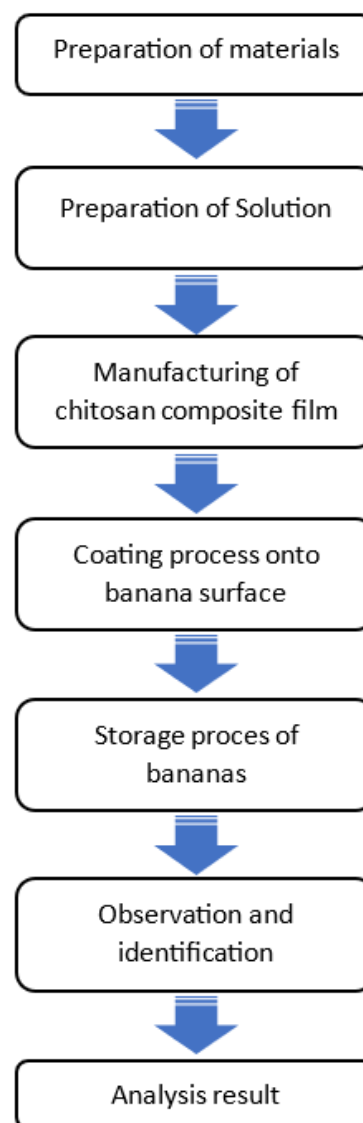 Preparation of materials
Preparation of Solution
Manufacturing of
chitosan composite film
Coating process onto
banana surface
Storage proces of
bananas
Observation and
identification
Analysis result